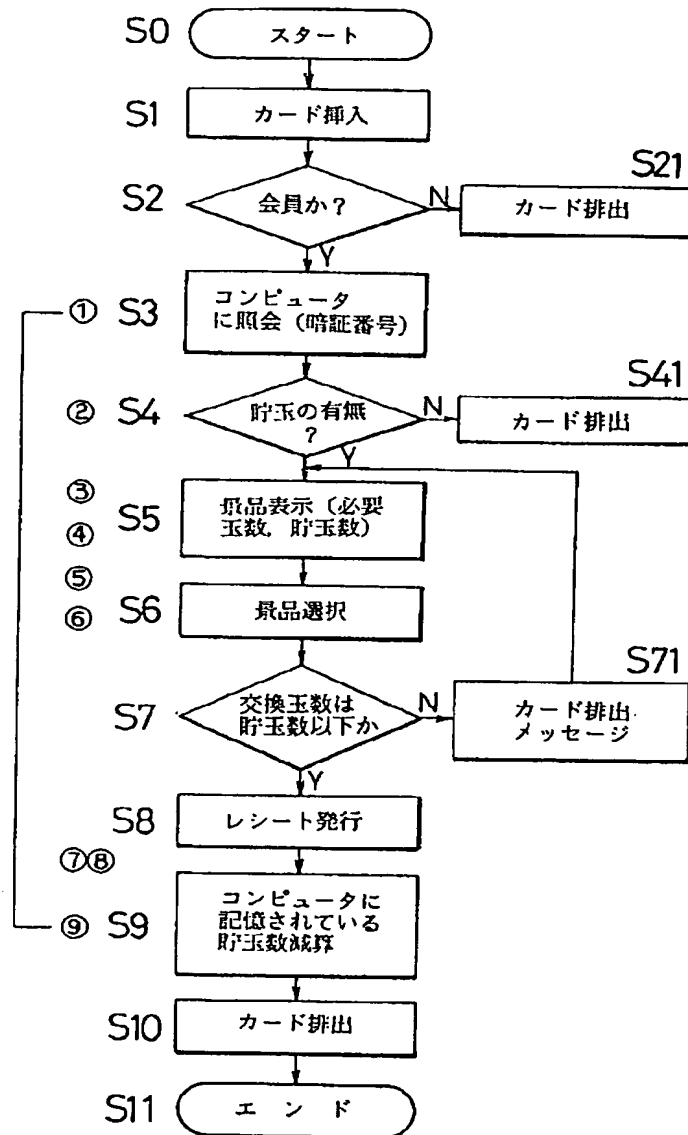 S0 スタート
S1 カード挿入
S21
S2 会員か? N カード排出
Y
① S3 コンピュータ
に照会(暗証番号)
S41
② S4 貯玉の有無 N カード排出
?
Y
③
S5 景品表示(必要
④ 玉数,貯玉数)
⑤
⑥ S6 景品選択
S71
S7 交換玉数は N カード排出
貯玉数以下か メッセージ
Y
S8 レシート発行
⑦⑧
コンピュータに
⑨ S9 記憶されている
貯玉数減算
S10 カード排出
S11 エンド